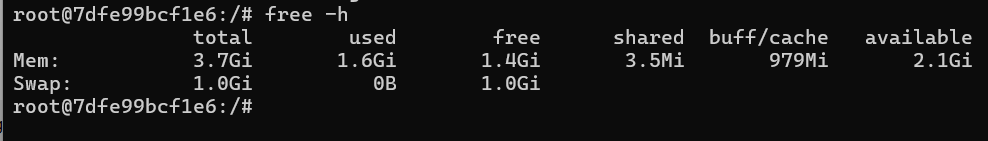 root@7dfe99bcf1e6:/# free -h
total used free shared buff/cache available
Mem: 3.7Gi 1.6Gi 1.4Gi 3.5Mi 979Mi 2.1Gi
Swap: 1.0Gi 0B 1.0Gi
root@7dfe99bcf1e6:/#